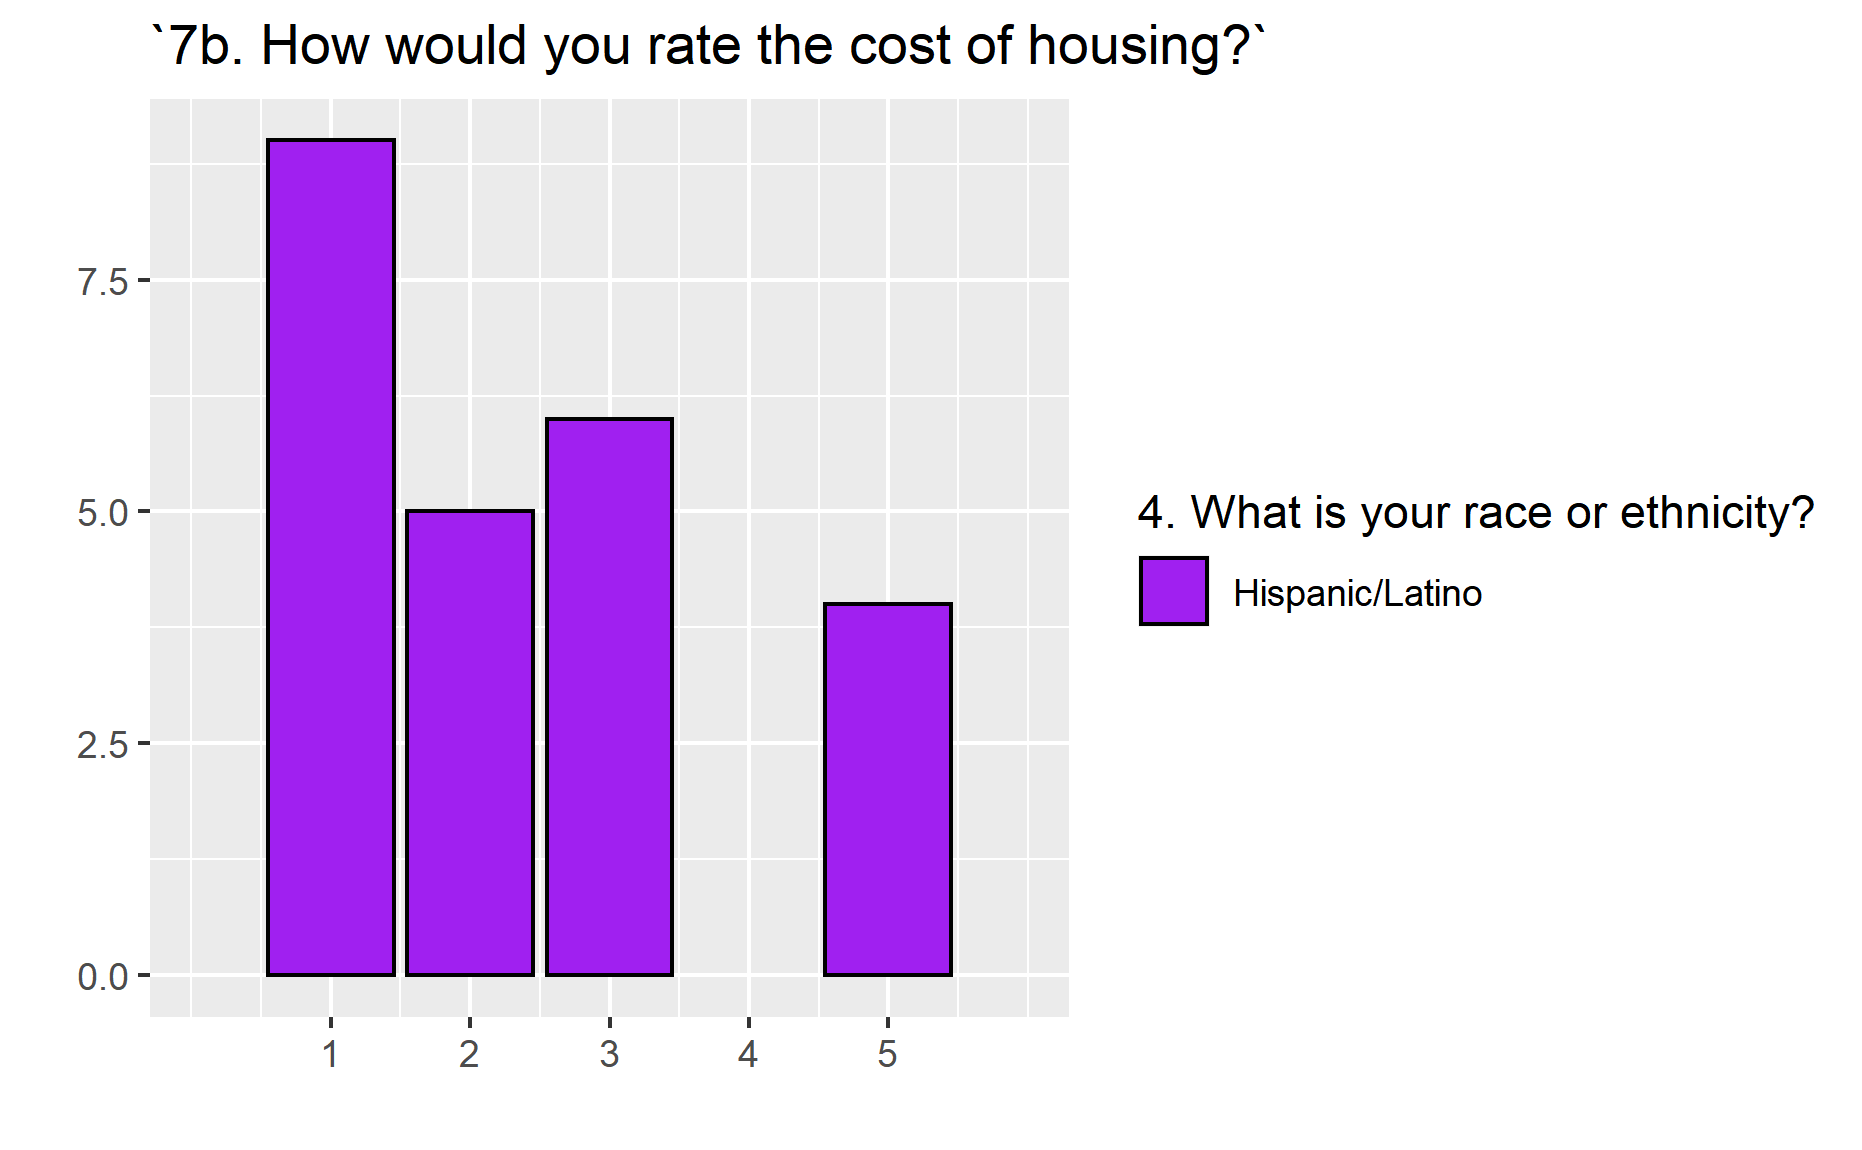 `7b. How would you rate the cost of housing?`
7.5
5.0
2.5
0.0
1 2 3 4 5
4. What is your race or ethnicity?
Hispanic/Latino